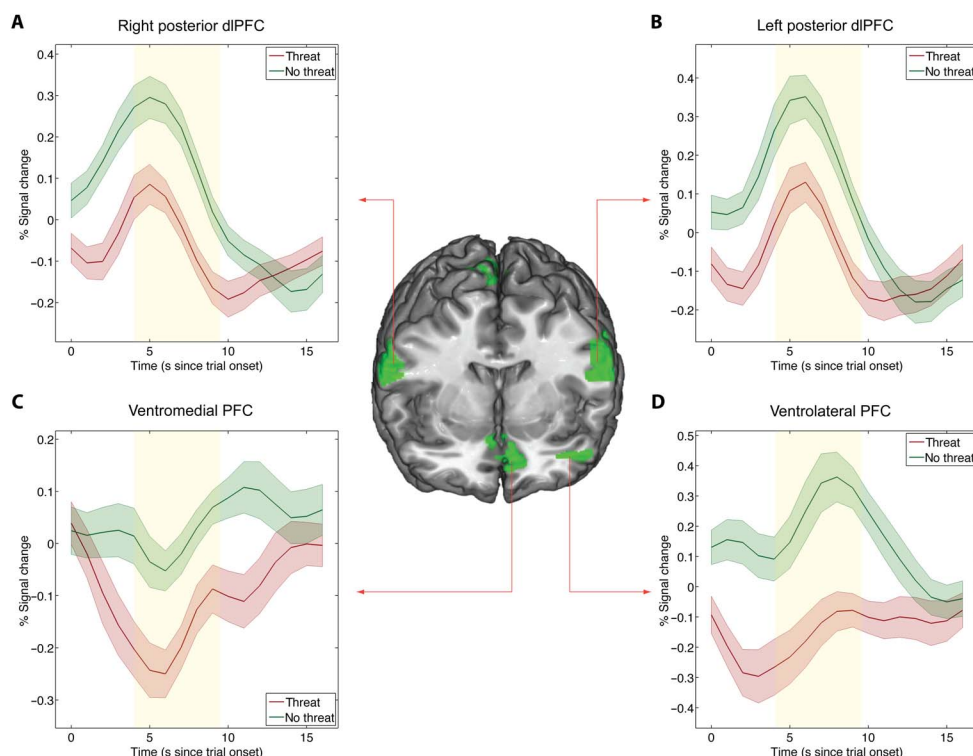 A
Right posterior dlPFC
Threat
No threat
0.4
0.3
0.2
0.1
0
−0.1
−0.2
% Signal change
0 5 10 15
Time (s since trial onset)
B
Left posterior dlPFC
Threat
No threat
0.4
0.3
0.2
0.1
0
−0.1
−0.2
% Signal change
0 5 10 15
Time (s since trial onset)
C
Ventromedial PFC
0.2
0.1
0
−0.1
−0.2
−0.3
% Signal change
Threat
No threat
0 5 10 15
Time (s since trial onset)
D
Ventrolateral PFC
Threat
No threat
0.5
0.4
0.3
0.2
0.1
0
−0.1
−0.2
−0.3
−0.4
% Signal change
0 5 10 15
Time (s since trial onset)